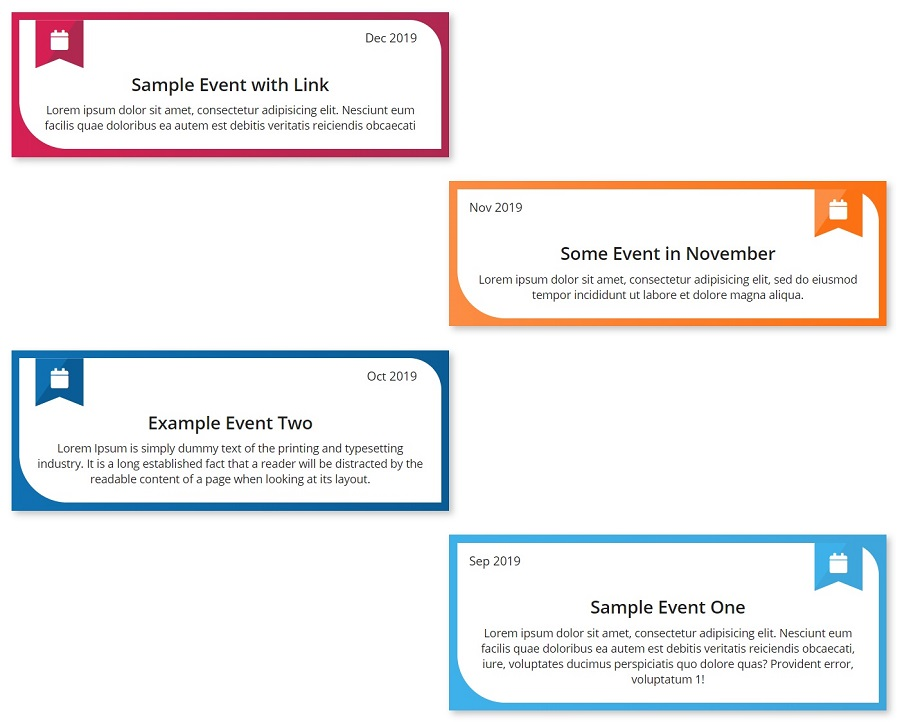 Dec 2019
Sample Event with Link
Lorem ipsum dolor sit amet, consectetur adipisicing elit. Nesciunt eum
facilis quae doloribus ea autem est debitis veritatis reiciendis obcaecati
Nov 2019
Some Event in November
Lorem ipsum dolor sit amet, consectetur adipisicing elit, sed do eiusmod
tempor incididunt ut labore et dolore magna aliqua.
Oct 2019
Example Event Two
Lorem Ipsum is simply dummy text of the printing and typesetting
industry. It is a long established fact that a reader will be distracted by the
readable content of a page when looking at its layout.
Sep 2019
Sample Event One
Lorem ipsum dolor sit amet, consectetur adipisicing elit. Nesciunt eum
facilis quae doloribus ea autem est debitis veritatis reiciendis obcaecati,
iure, voluptates ducimus perspiciatis quo dolore quas? Provident error,
voluptatum 1!